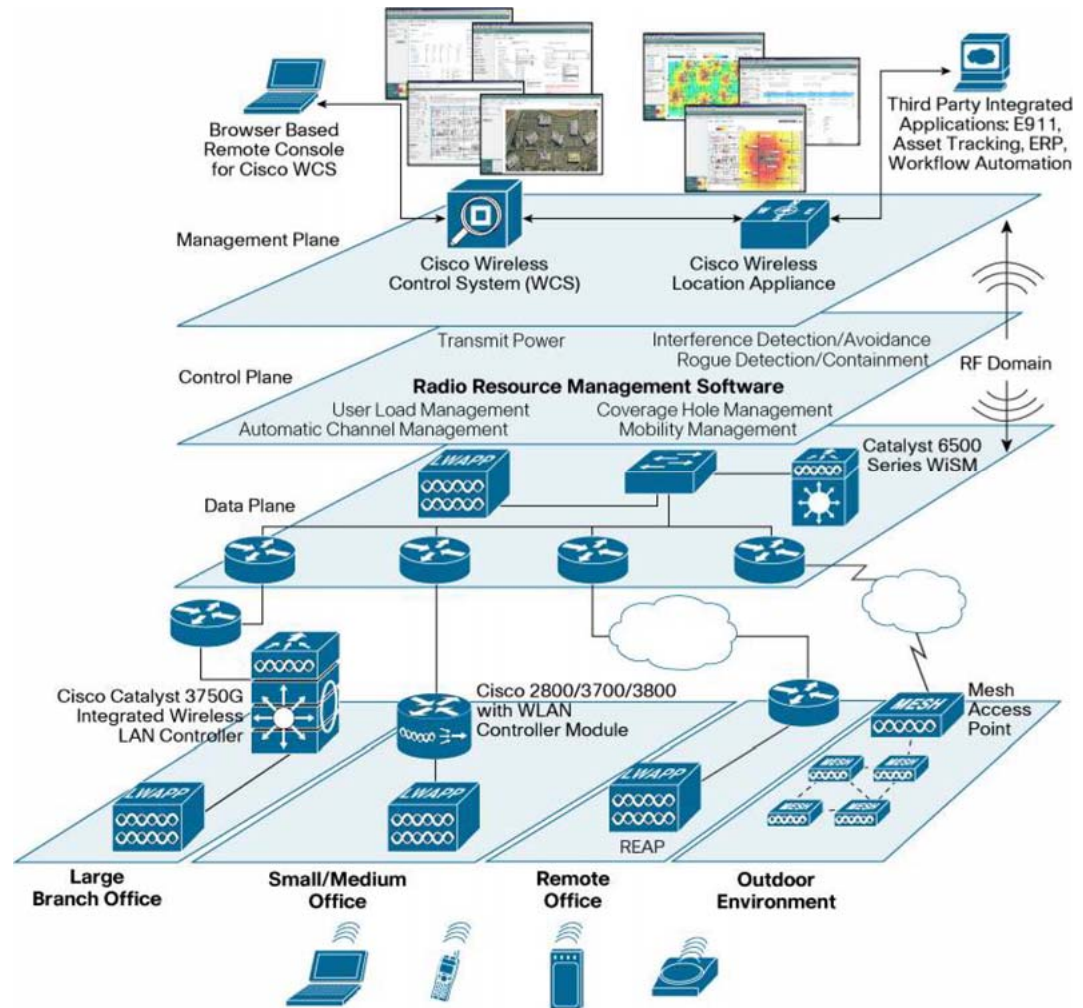 Browser Based
Remote Console
for Cisco WCS
Third Party Integrated
Applications: E911,
Asset Tracking, ERP,
Workflow Automation
Management Plane
Cisco Wireless
Control System (WCS)
Cisco Wireless
Location Appliance
Transmit Power
Interference Detection/Avoidance
Rogue Detection/Containment
Control Plane
Radio Resource Management Software
RF Domain
User Load Management
Automatic Channel Management
Coverage Hole Management
Mobility Management
Catalyst 6500
Series WiSM
LWAPP
Data Plane
Cisco Catalyst 3750G
Integrated Wireless
LAN Controller
Cisco 2800/3700/3800
with WLAN
Controller Module
Mesh
Access
Point
MESH
MESH
MESH
MESH
MESH
LWAPP
LWAPP
LWAPP
REAP
Large
Branch Office
Small/Medium
Office
Remote
Office
Outdoor
Environment